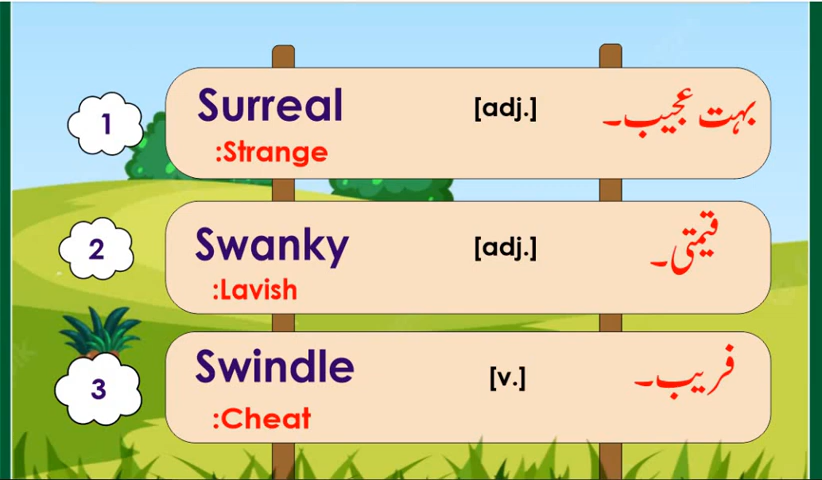 1
Surreal [adj.] بہت عجیب۔
:Strange
2
Swanky [adj.] قیمتی۔
:Lavish
3
Swindle [v.] فریب۔
:Cheat